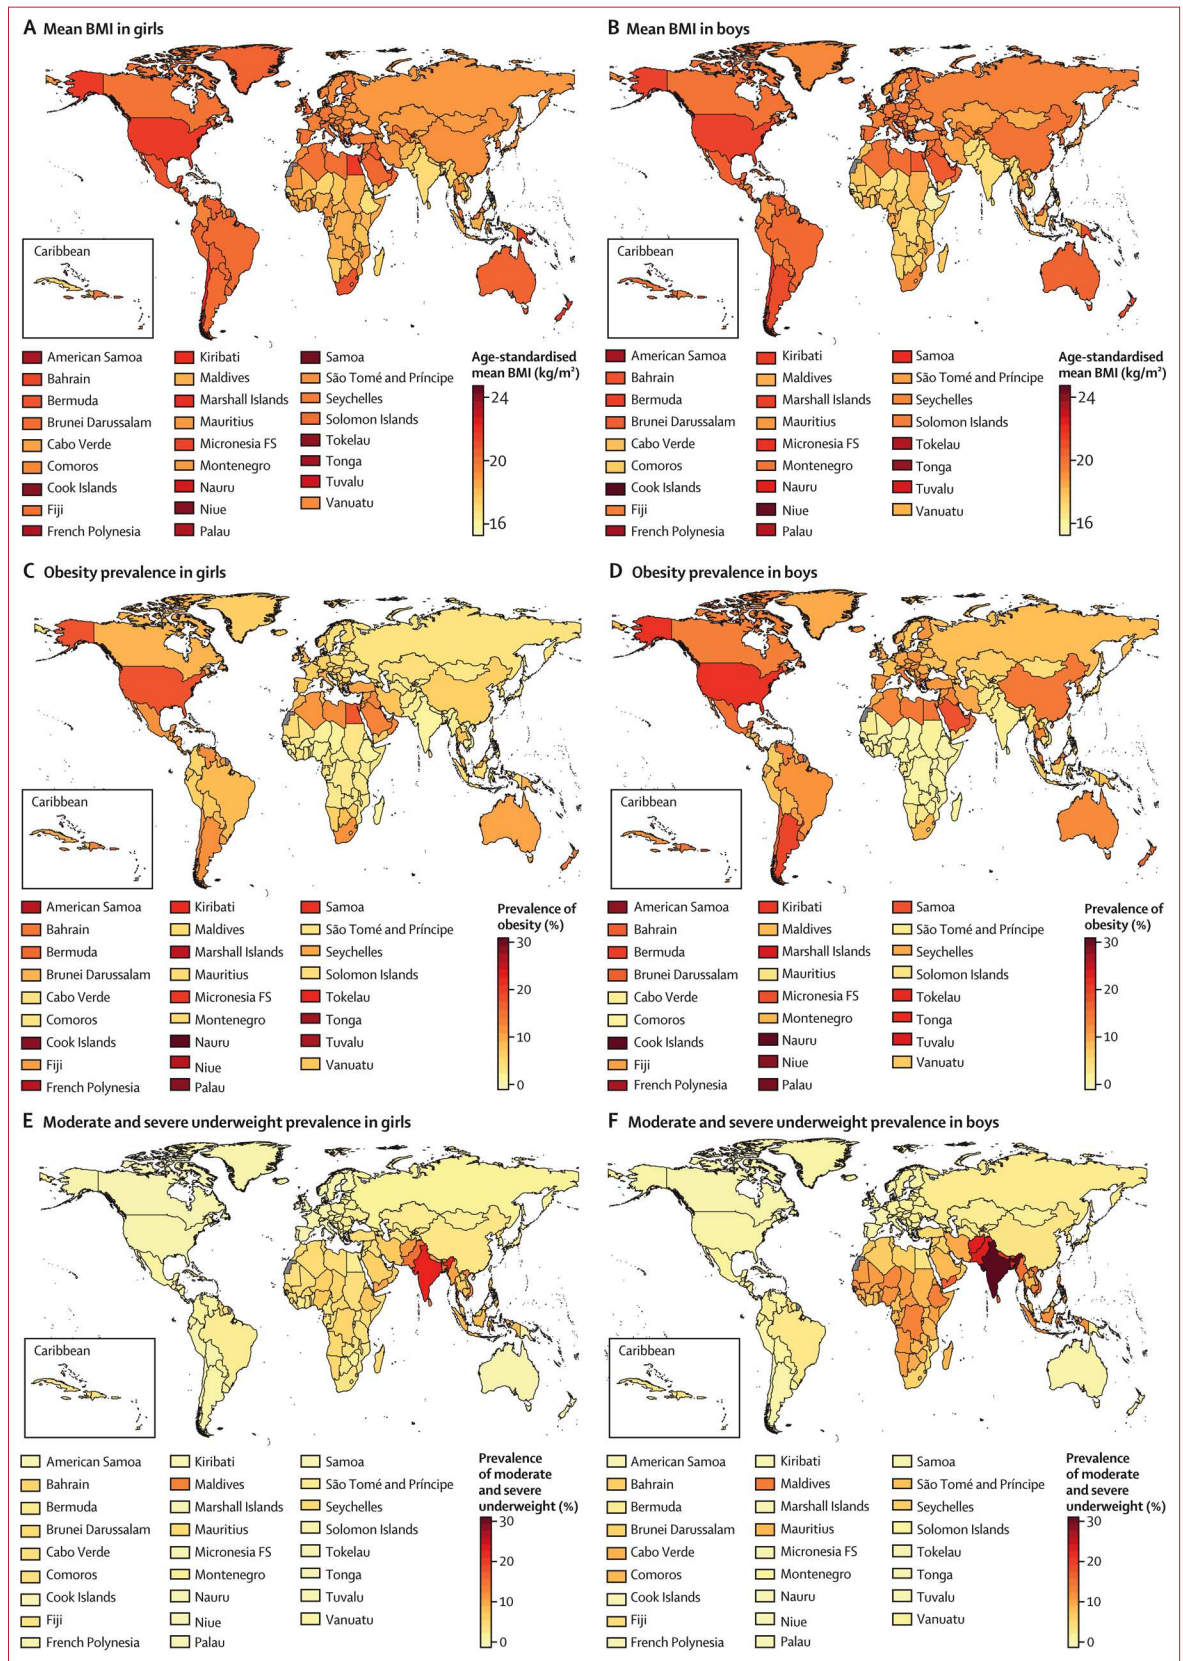 A Mean BMI in girls
Caribbean
American Samoa
Bahrain
Bermuda
Brunei Darussalam
Cabo Verde
Comoros
Cook Islands
Fiji
French Polynesia
Kiribati
Maldives
Marshall Islands
Mauritius
Micronesia FS
Montenegro
Nauru
Niue
Palau
Samoa
São Tomé and Príncipe
Seychelles
Solomon Islands
Tokelau
Tonga
Tuvalu
Vanuatu
Age-standardised
mean BMI (kg/m²)
24
20
16
B Mean BMI in boys
Caribbean
American Samoa
Bahrain
Bermuda
Brunei Darussalam
Cabo Verde
Comoros
Cook Islands
Fiji
French Polynesia
Kiribati
Maldives
Marshall Islands
Mauritius
Micronesia FS
Montenegro
Nauru
Niue
Palau
Samoa
São Tomé and Príncipe
Seychelles
Solomon Islands
Tokelau
Tonga
Tuvalu
Vanuatu
Age-standardised
mean BMI (kg/m²)
24
20
16
C Obesity prevalence in girls
Caribbean
American Samoa
Bahrain
Bermuda
Brunei Darussalam
Cabo Verde
Comoros
Cook Islands
Fiji
French Polynesia
Kiribati
Maldives
Marshall Islands
Mauritius
Micronesia FS
Montenegro
Nauru
Niue
Palau
Samoa
São Tomé and Príncipe
Seychelles
Solomon Islands
Tokelau
Tonga
Tuvalu
Vanuatu
Prevalence of
obesity (%)
30
20
10
0
D Obesity prevalence in boys
Caribbean
American Samoa
Bahrain
Bermuda
Brunei Darussalam
Cabo Verde
Comoros
Cook Islands
Fiji
French Polynesia
Kiribati
Maldives
Marshall Islands
Mauritius
Micronesia FS
Montenegro
Nauru
Niue
Palau
Samoa
São Tomé and Príncipe
Seychelles
Solomon Islands
Tokelau
Tonga
Tuvalu
Vanuatu
Prevalence of
obesity (%)
30
20
10
0
E Moderate and severe underweight prevalence in girls
Caribbean
American Samoa
Bahrain
Bermuda
Brunei Darussalam
Cabo Verde
Comoros
Cook Islands
Fiji
French Polynesia
Kiribati
Maldives
Marshall Islands
Mauritius
Micronesia FS
Montenegro
Nauru
Niue
Palau
Samoa
São Tomé and Príncipe
Seychelles
Solomon Islands
Tokelau
Tonga
Tuvalu
Vanuatu
Prevalence
of moderate
and severe
underweight (%)
30
20
10
0
F Moderate and severe underweight prevalence in boys
Caribbean
American Samoa
Bahrain
Bermuda
Brunei Darussalam
Cabo Verde
Comoros
Cook Islands
Fiji
French Polynesia
Kiribati
Maldives
Marshall Islands
Mauritius
Micronesia FS
Montenegro
Nauru
Niue
Palau
Samoa
São Tomé and Príncipe
Seychelles
Solomon Islands
Tokelau
Tonga
Tuvalu
Vanuatu
Prevalence
of moderate
and severe
underweight (%)
30
20
10
0